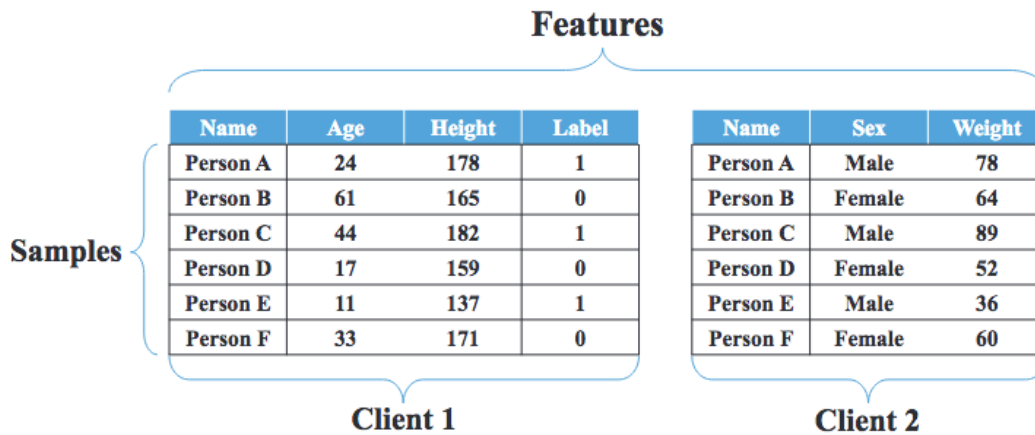 Features
Name Age Height Label Name Sex Weight
Person A 24 178 1 Person A Male 78
Person B 61 165 0 Person B Female 64
Person C 44 182 1 Person C Male 89
Samples
Person D 17 159 0 Person D Female 52
Person E 11 137 1 Person E Male 36
Person F 33 171 0 Person F Female 60
Client 1 Client 2